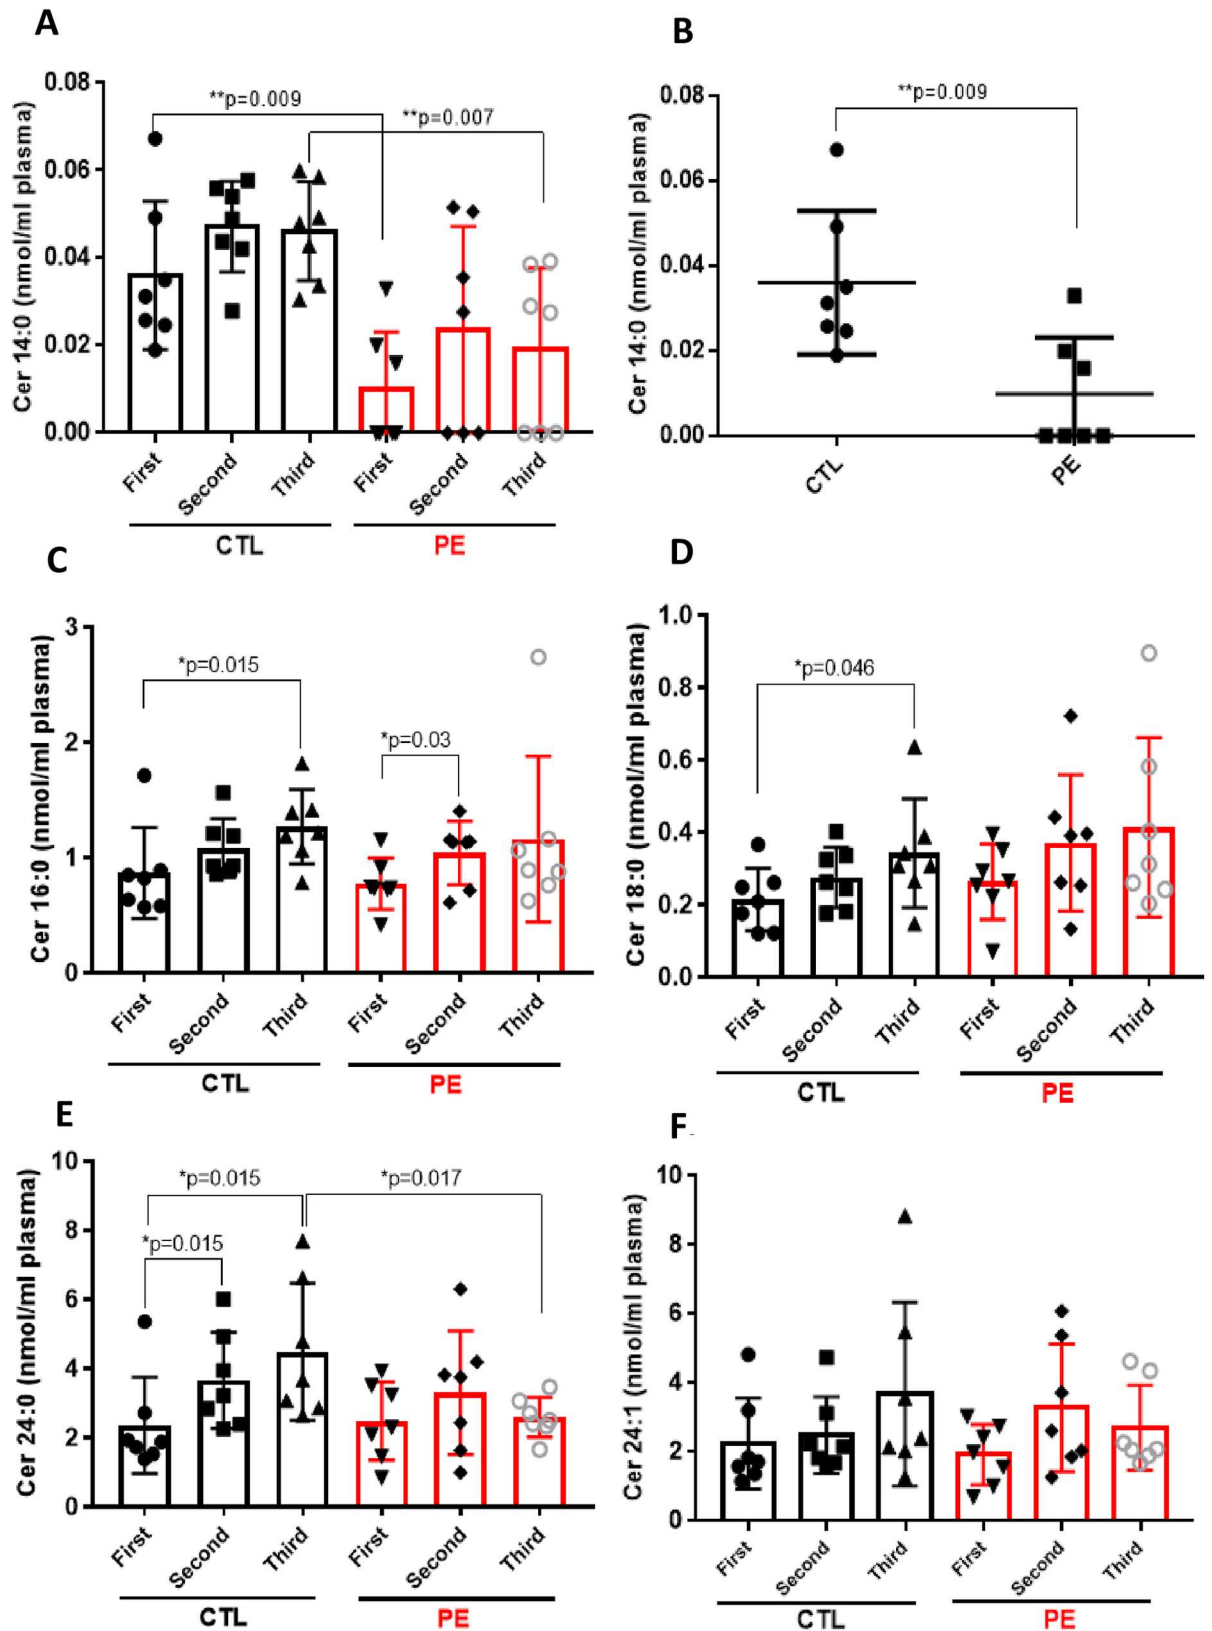 A
Cer 14:0 (nmol/ml plasma)
0.08
0.06
0.04
0.02
0.00
**p=0.009
**p=0.007
First
Second
Third
First
Second
Third
CTL
PE
B
Cer 14:0 (nmol/ml plasma)
0.08
0.06
0.04
0.02
0.00
**p=0.009
CTL
PE
C
Cer 16:0 (nmol/ml plasma)
3
2
1
0
*p=0.015
*p=0.03
First
Second
Third
First
Second
Third
CTL
PE
D
Cer 18:0 (nmol/ml plasma)
1.0
0.8
0.6
0.4
0.2
0.0
*p=0.046
First
Second
Third
First
Second
Third
CTL
PE
E
Cer 24:0 (nmol/ml plasma)
10
8
6
4
2
0
*p=0.015
*p=0.017
*p=0.015
First
Second
Third
First
Second
Third
CTL
PE
F
Cer 24:1 (nmol/ml plasma)
10
8
6
4
2
0
First
Second
Third
First
Second
Third
CTL
PE